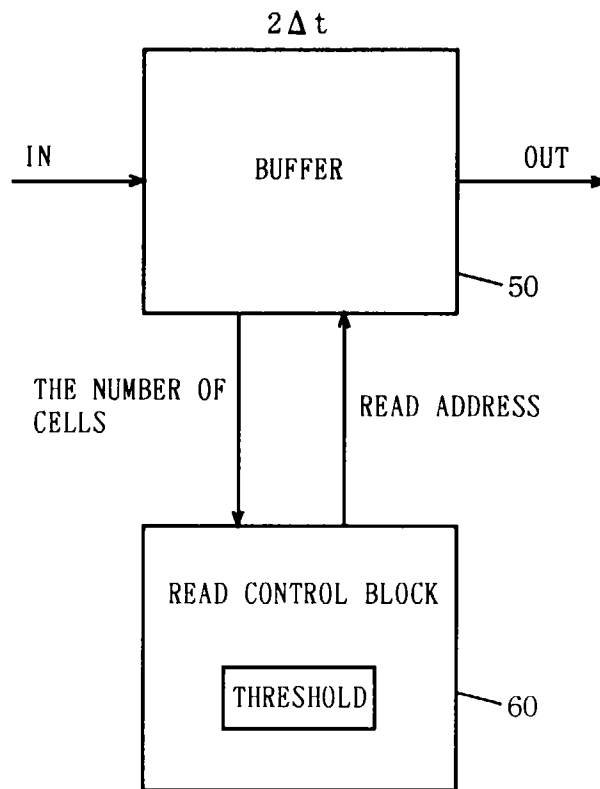 2Δt
IN
BUFFER
OUT
50
THE NUMBER OF
CELLS
READ ADDRESS
READ CONTROL BLOCK
THRESHOLD
60